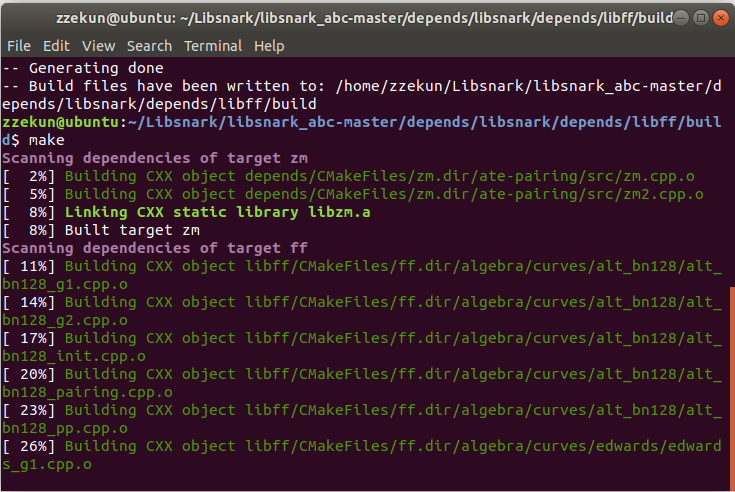 zzekun@ubuntu: ~/Libsnark/libsnark_abc-master/depends/libsnark/depends/libff/build
File Edit View Search Terminal Help
-- Generating done
-- Build files have been written to: /home/zzekun/Libsnark/libsnark_abc-master/d
epends/libsnark/depends/libff/build
zzekun@ubuntu:~/Libsnark/libsnark_abc-master/depends/libsnark/depends/libff/buil
d$ make
Scanning dependencies of target zm
[  2%] Building CXX object depends/CMakeFiles/zm.dir/ate-pairing/src/zm.cpp.o
[  5%] Building CXX object depends/CMakeFiles/zm.dir/ate-pairing/src/zm2.cpp.o
[  8%] Linking CXX static library libzm.a
[  8%] Built target zm
Scanning dependencies of target ff
[ 11%] Building CXX object libff/CMakeFiles/ff.dir/algebra/curves/alt_bn128/alt_
bn128_g1.cpp.o
[ 14%] Building CXX object libff/CMakeFiles/ff.dir/algebra/curves/alt_bn128/alt_
bn128_g2.cpp.o
[ 17%] Building CXX object libff/CMakeFiles/ff.dir/algebra/curves/alt_bn128/alt_
bn128_init.cpp.o
[ 20%] Building CXX object libff/CMakeFiles/ff.dir/algebra/curves/alt_bn128/alt_
bn128_pairing.cpp.o
[ 23%] Building CXX object libff/CMakeFiles/ff.dir/algebra/curves/alt_bn128/alt_
bn128_pp.cpp.o
[ 26%] Building CXX object libff/CMakeFiles/ff.dir/algebra/curves/edwards/edward
s_g1.cpp.o